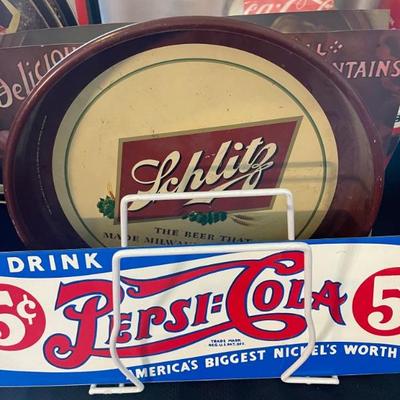 Delicious
FOUNTAINS
Schlitz
THE BEER THAT
MADE MILWAU
DRINK
5¢ PEPSI:COLA 5
TRADE MARK
REG. U.S. PAT. OFF.
AMERICA'S BIGGEST NICKEL'S WORTH